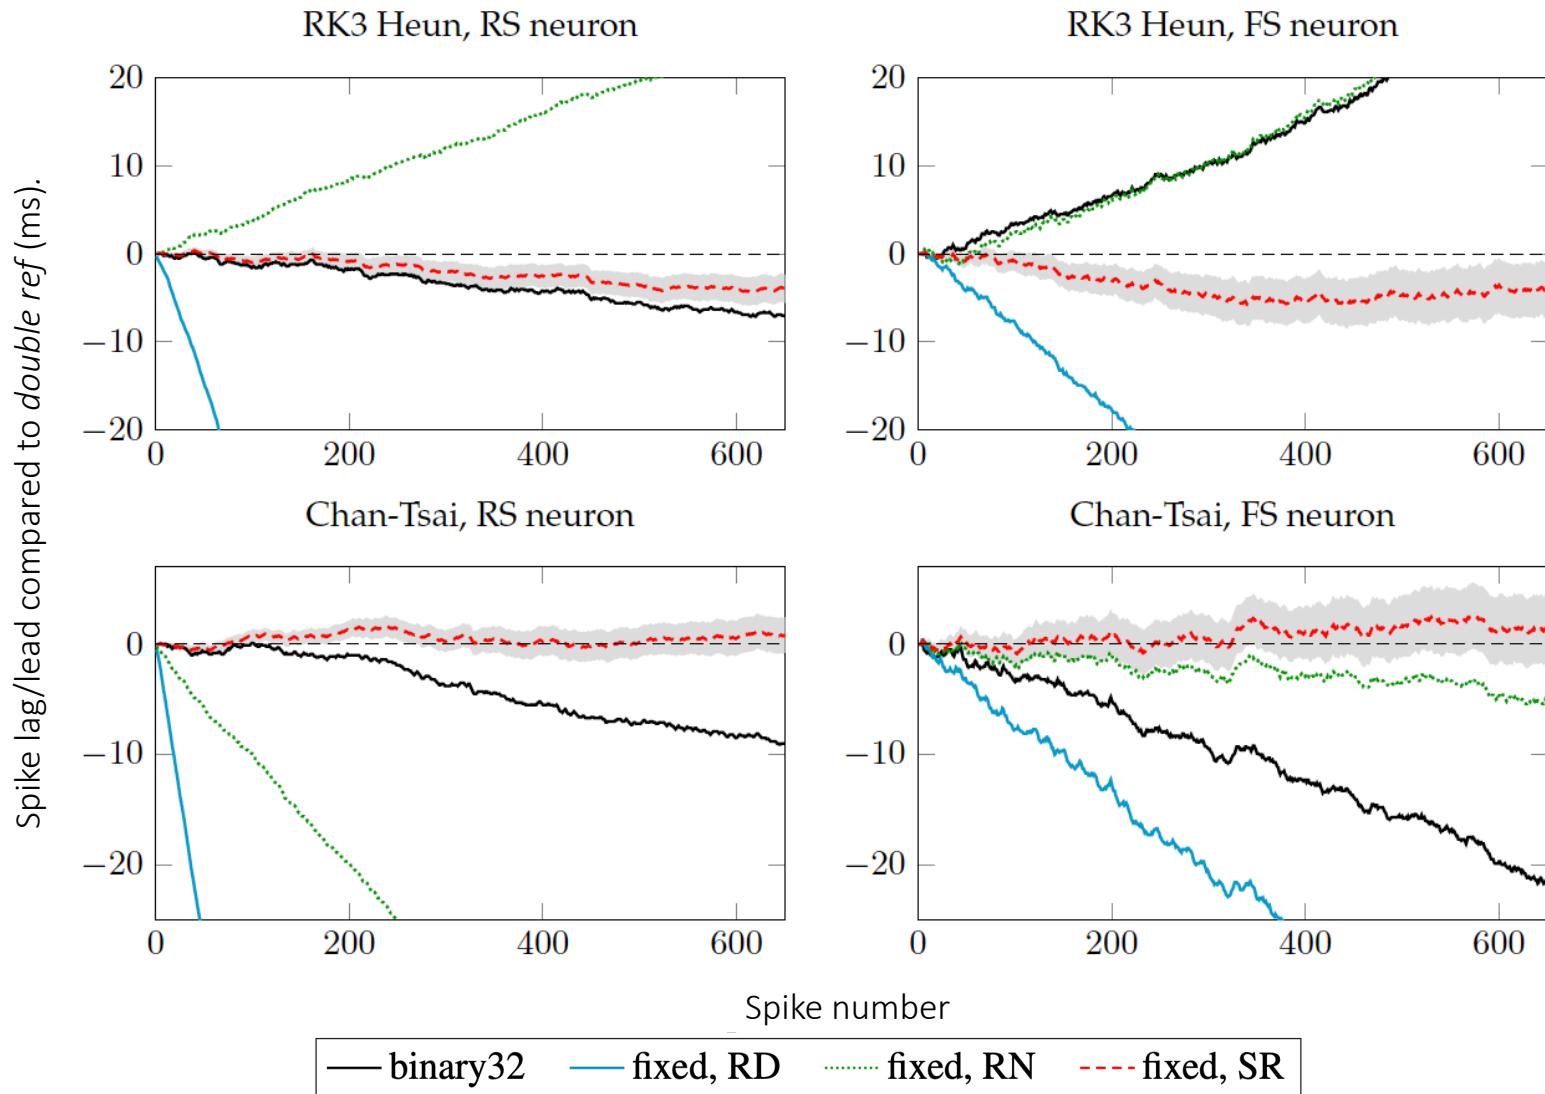 RK3 Heun, RS neuron
RK3 Heun, FS neuron
20
10
0
−10
−20
0 200 400 600
20
10
0
−10
−20
0 200 400 600
Spike lag/lead compared to double ref (ms).
Chan-Tsai, RS neuron
Chan-Tsai, FS neuron
0
−10
−20
0 200 400 600
0
−10
−20
0 200 400 600
Spike number
binary32 fixed, RD fixed, RN fixed, SR